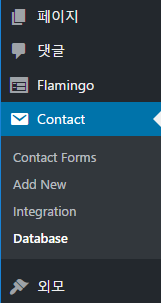 페이지
댓글
Flamingo
Contact
Contact Forms
Add New
Integration
Database
외모